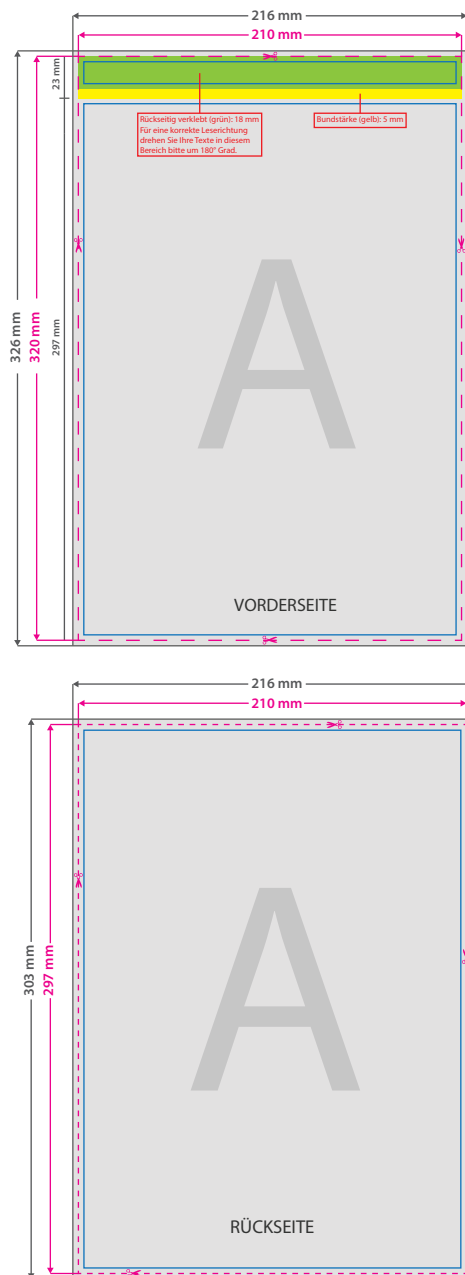 216 mm
210 mm
23 mm
Rückseitig verklebt (grün): 18 mm
Für eine korrekte Leserichtung
drehen Sie Ihre Texte in diesem
Bereich bitte um 180° Grad.
Bundstärke (gelb): 5 mm
326 mm
320 mm
297 mm
A
VORDERSEITE
216 mm
210 mm
303 mm
297 mm
A
RÜCKSEITE